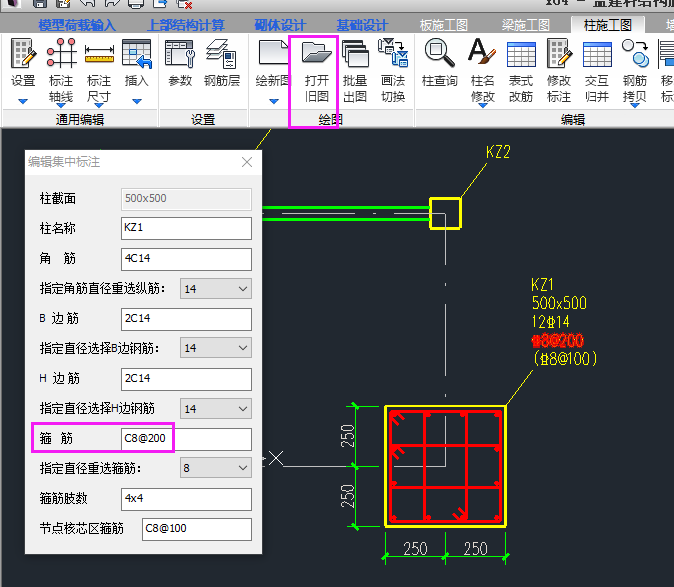 模型荷载输入 上部结构计算 砌体设计 基础设计 板施工图 梁施工图 柱施工图
设置 标注轴线 标注尺寸 插入 参数 钢筋层 绘新图 打开旧图 批量出图 画法切换 柱查询 柱名修改 表式改筋 修改标注 交互归并 钢筋拷贝
通用编辑 设置 绘图 编辑
编辑集中标注
柱截面 500x500
柱名称 KZ1
角 筋 4C14
指定角筋直径重选纵筋： 14
B 边筋 2C14
指定直径选择B边钢筋： 14
H 边筋 2C14
指定直径选择H边钢筋 14
箍 筋 C8@200
指定直径重选箍筋： 8
箍筋肢数 4x4
节点核芯区箍筋 C8@100
KZ2
KZ1
500x500
12⌀14
⌀8@200
(⌀8@100)
250
250
250 250